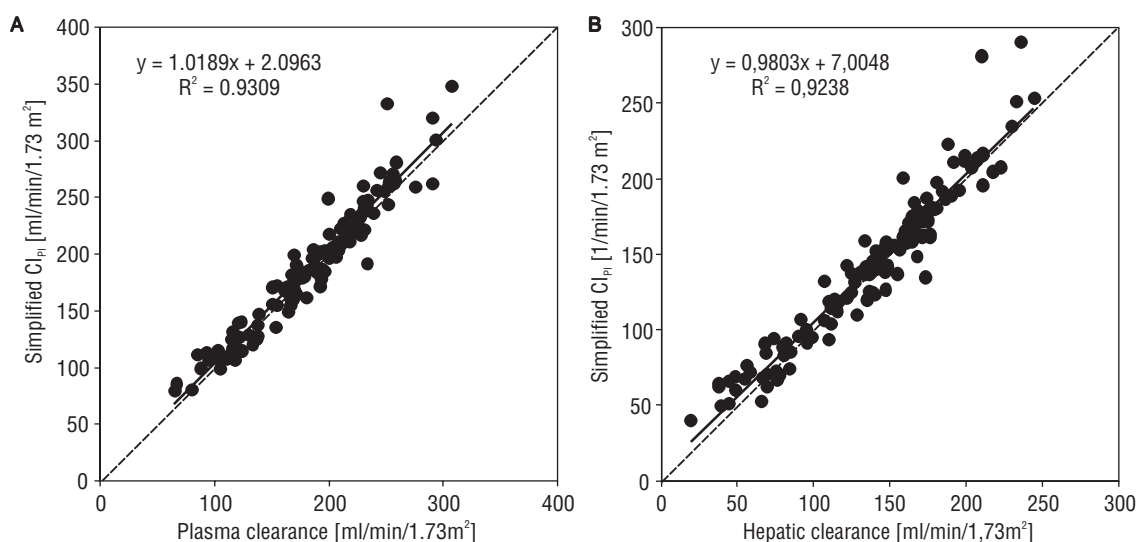 A
y = 1.0189x + 2.0963
R² = 0.9309
Simplified Cl_Pl [ml/min/1.73 m²]
400
350
300
250
200
150
100
50
0
0 100 200 300 400
Plasma clearance [ml/min/1.73m²]
B
y = 0,9803x + 7,0048
R² = 0,9238
Simplified Cl_Pl [1/min/1.73 m²]
300
250
200
150
100
50
0
0 50 100 150 200 250 300
Hepatic clearance [ml/min/1,73m²]